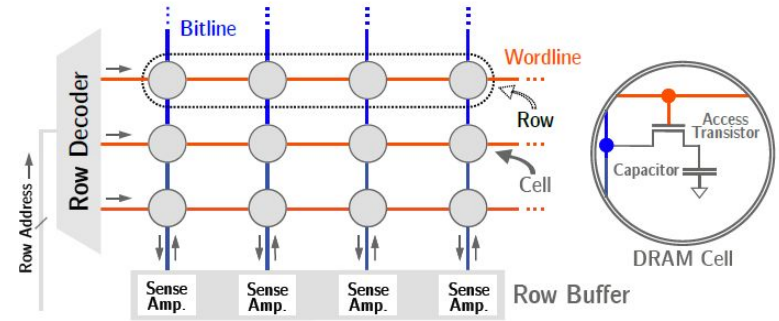 Bitline
Wordline
Row
Cell
Row Decoder
Row Address
Access
Transistor
Capacitor
DRAM Cell
Sense
Amp.
Sense
Amp.
Sense
Amp.
Sense
Amp.
Row Buffer